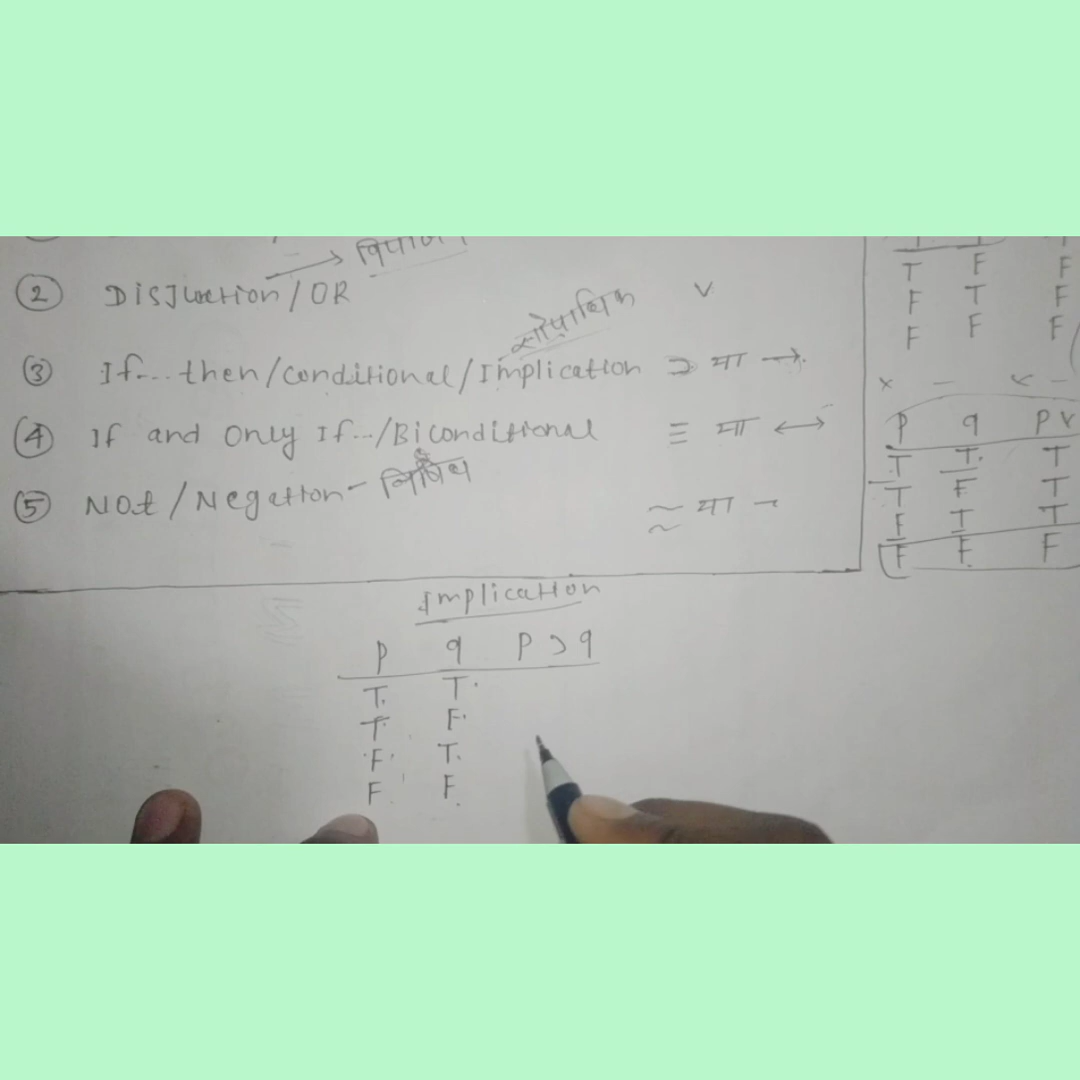 ② DISJUNCTION / OR ⟶ v
③ If... then / Conditional / Implication ⊃ या →
④ If and Only If.. / Biconditional ≡ या ↔
⑤ Not / Negation - निषेध ~ या ¬
T F F
F T F
F F F
× – < –
p q p v
T T. T
T F T
F T T
F F F
Implication
p q p ⊃ q
T. T.
T. F.
F. T.
F. F.